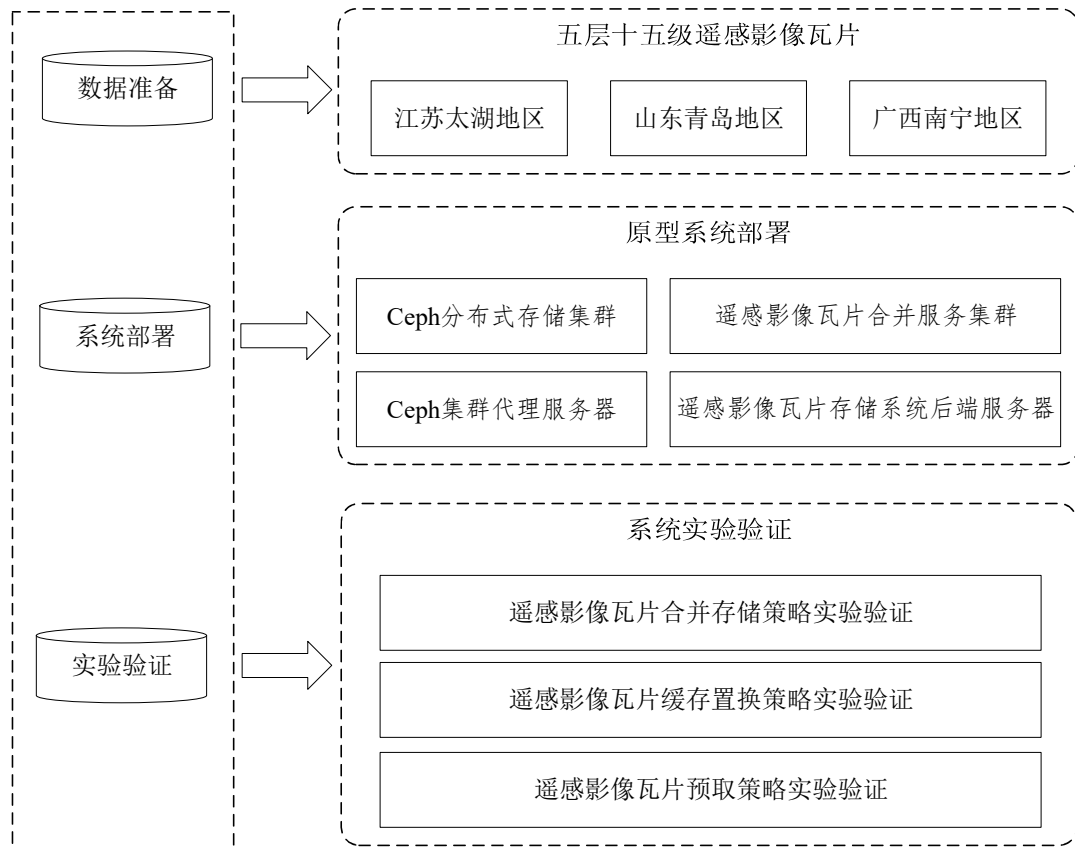 数据准备
五层十五级遥感影像瓦片
江苏太湖地区
山东青岛地区
广西南宁地区
系统部署
原型系统部署
Ceph分布式存储集群
遥感影像瓦片合并服务集群
Ceph集群代理服务器
遥感影像瓦片存储系统后端服务器
实验验证
系统实验验证
遥感影像瓦片合并存储策略实验验证
遥感影像瓦片缓存置换策略实验验证
遥感影像瓦片预取策略实验验证